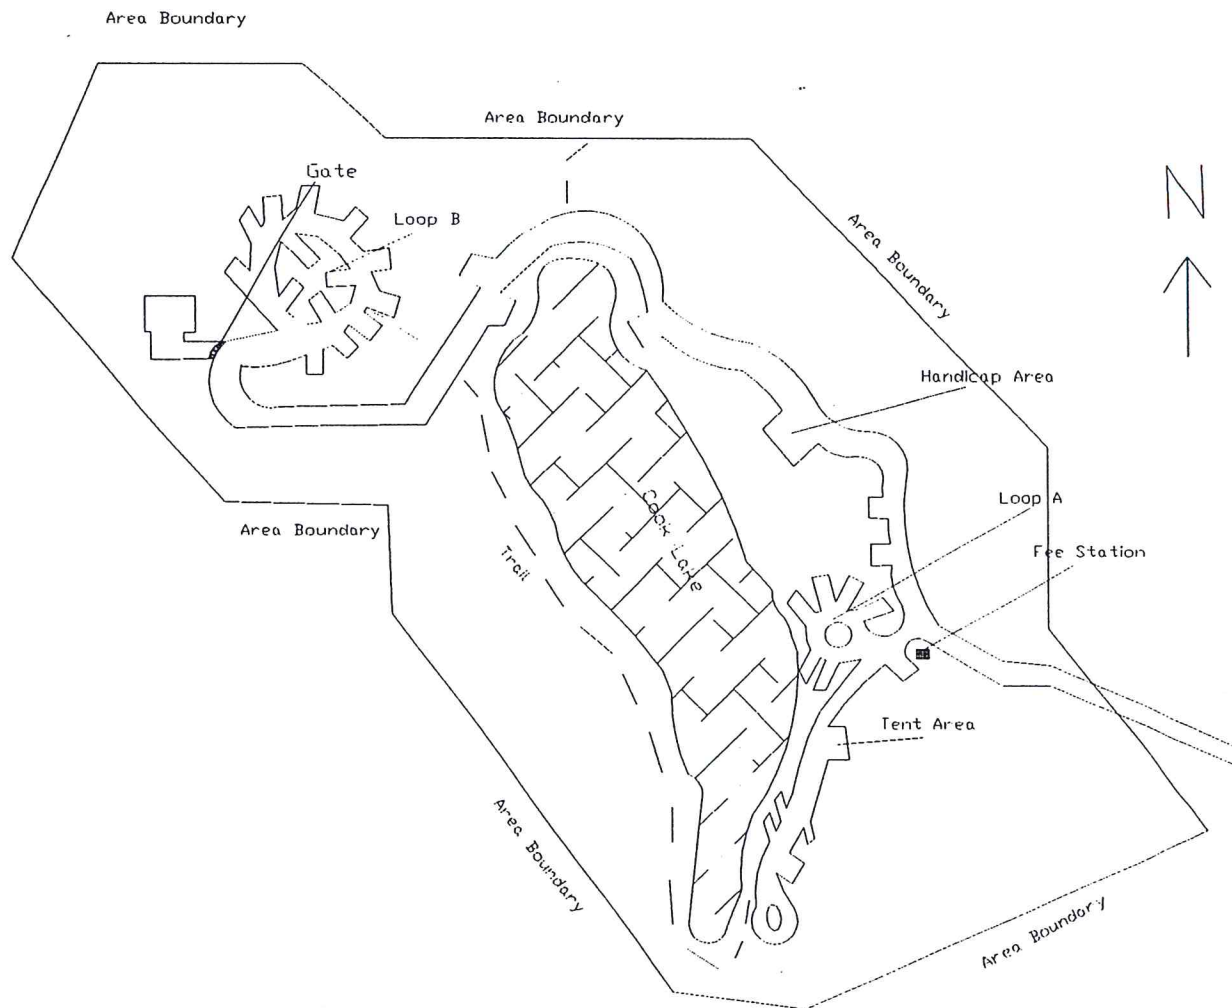 Area Boundary
Area Boundary
Gate
N
Loop B
Area Boundary
Handicap Area
Cook Lake
Loop A
Area Boundary
Trail
Fee Station
Tent Area
Area Boundary
Area Boundary